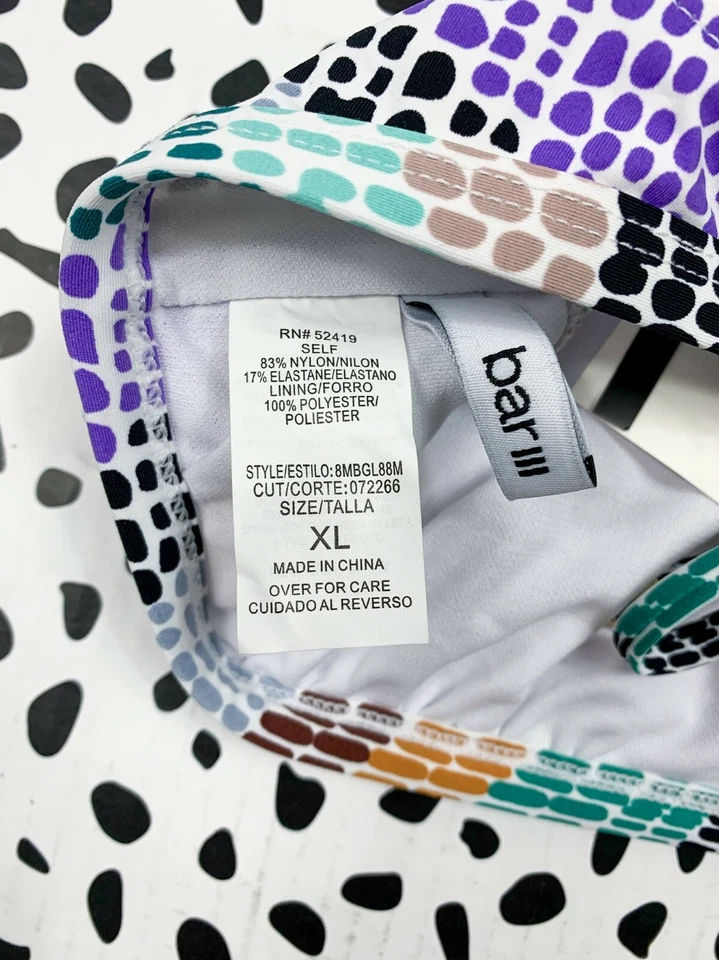 RN# 52419
SELF
83% NYLON/NILON
17% ELASTANE/ELASTANO
LINING/FORRO
100% POLYESTER/
POLIESTER
STYLE/ESTILO:8MBGL88M
CUT/CORTE:072266
SIZE/TALLA
XL
MADE IN CHINA
OVER FOR CARE
CUIDADO AL REVERSO
bar III